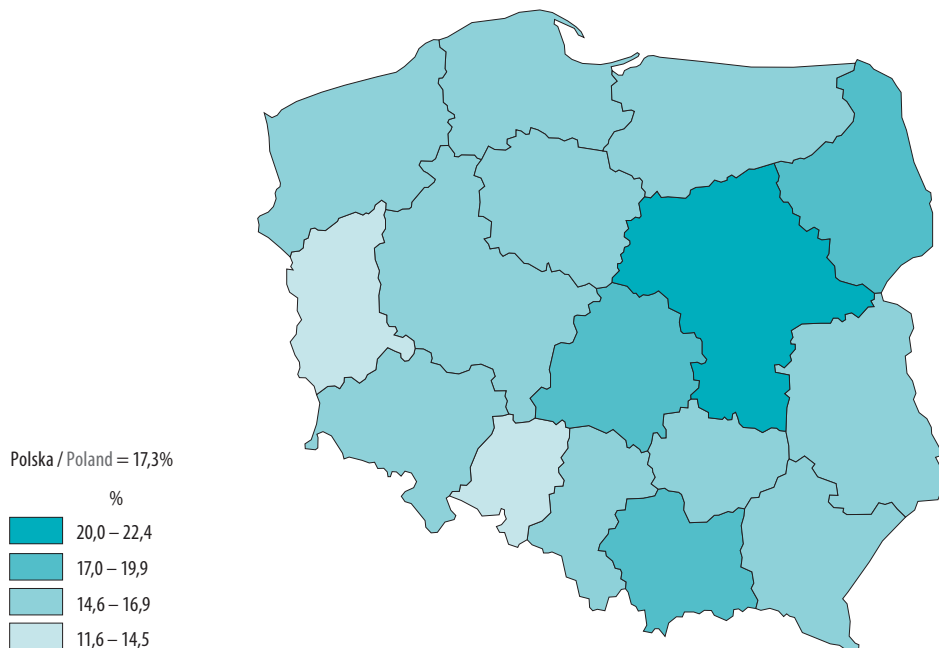 Polska / Poland = 17,3%
%
20,0 – 22,4
17,0 – 19,9
14,6 – 16,9
11,6 – 14,5